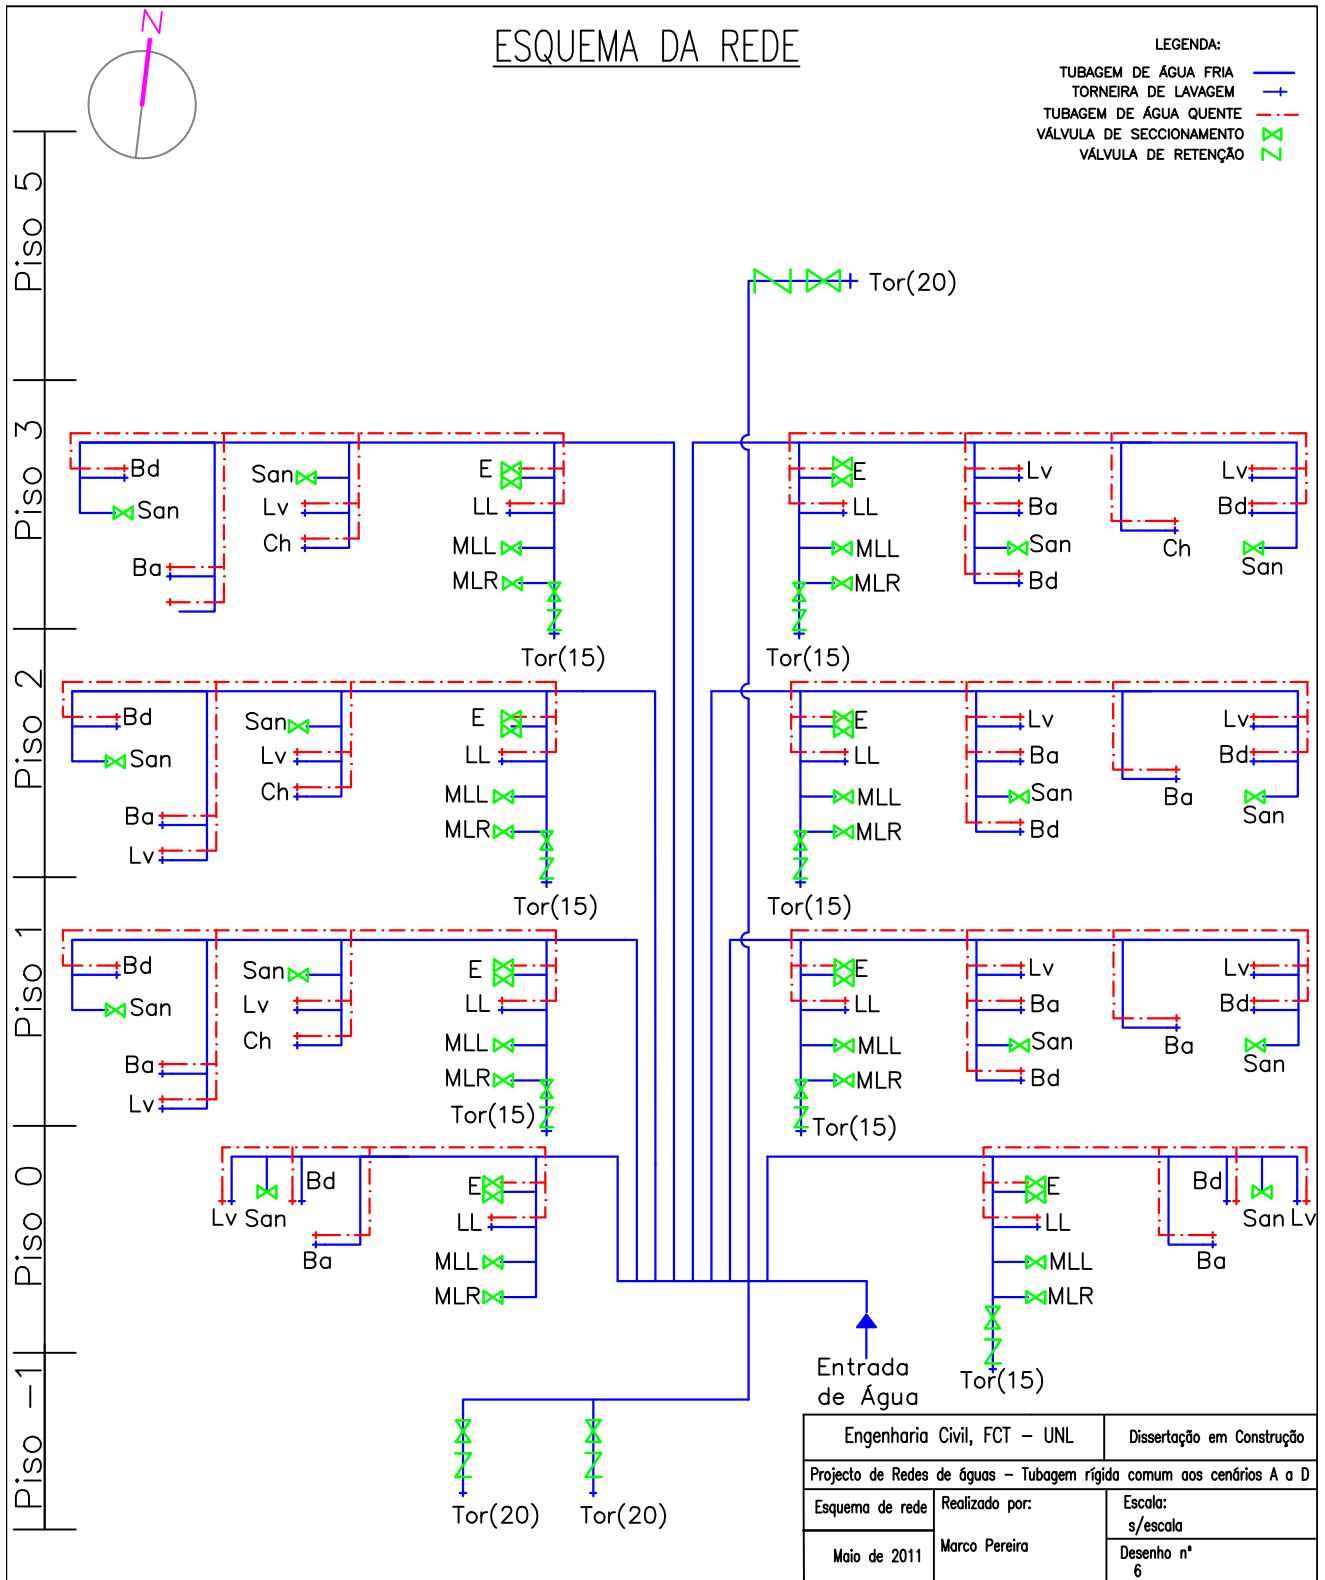 N
ESQUEMA DA REDE
LEGENDA:
TUBAGEM DE ÁGUA FRIA
TORNEIRA DE LAVAGEM
TUBAGEM DE ÁGUA QUENTE
VÁLVULA DE SECCIONAMENTO
VÁLVULA DE RETENÇÃO
Piso 5
Tor(20)
Piso 3
Bd
San
Ba
San
Lv
Ch
E
LL
MLL
MLR
Tor(15)
E
LL
MLL
MLR
Tor(15)
Lv
Ba
San
Bd
Ch
Lv
Bd
San
Piso 2
Bd
San
Ba
Lv
San
Lv
Ch
E
LL
MLL
MLR
Tor(15)
E
LL
MLL
MLR
Tor(15)
Lv
Ba
San
Bd
Ba
Lv
Bd
San
Piso 1
Bd
San
Ba
Lv
San
Lv
Ch
E
LL
MLL
MLR
Tor(15)
E
LL
MLL
MLR
Tor(15)
Lv
Ba
San
Bd
Ba
Lv
Bd
San
Piso 0
Lv San
Bd
Ba
E
LL
MLL
MLR
E
LL
MLL
MLR
Tor(15)
Bd
Ba
San Lv
Entrada
de Água
Piso -1
Tor(20)
Tor(20)
Engenharia Civil, FCT - UNL
Dissertação em Construção
Projecto de Redes de águas - Tubagem rígida comum aos cenários A a D
Esquema de rede
Realizado por:
Escala:
s/escala
Maio de 2011
Marco Pereira
Desenho nº
6